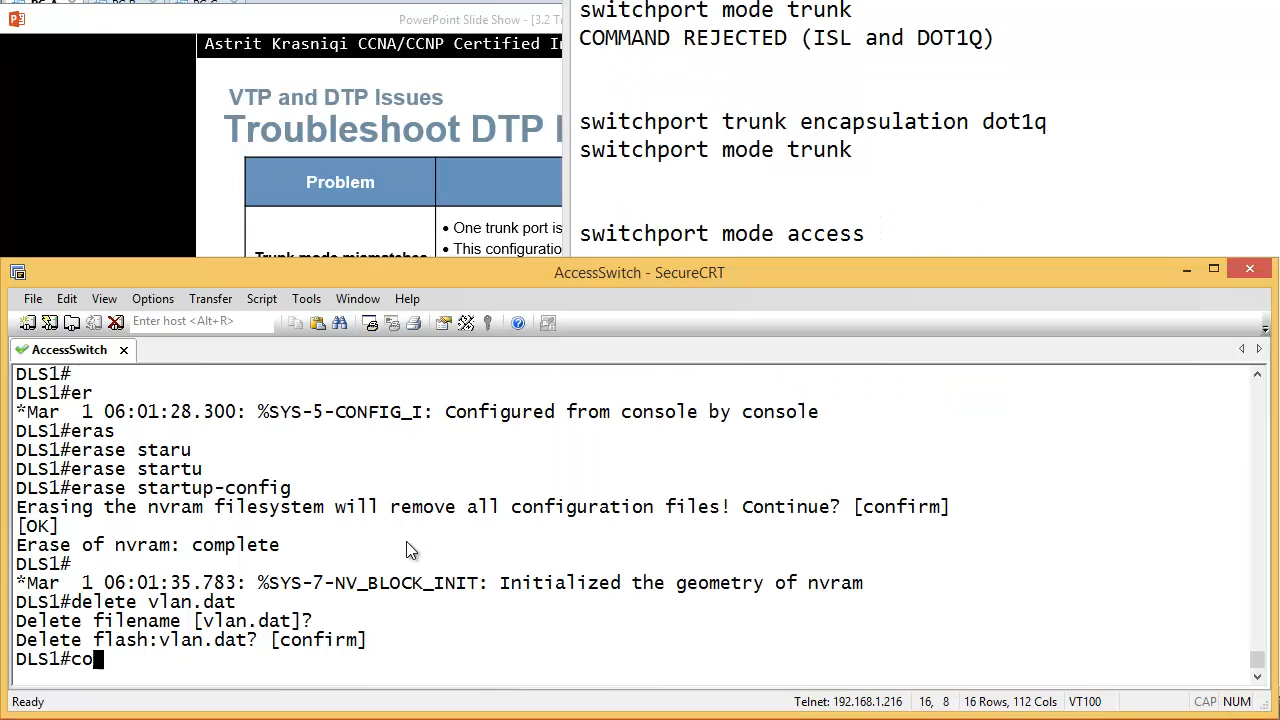 PowerPoint Slide Show - [3.2 Tr
Astrit Krasniqi CCNA/CCNP Certified In
VTP and DTP Issues
Troubleshoot DTP I
Problem
One trunk port is
This configuratio
Trunk mode mismatches
switchport mode trunk
COMMAND REJECTED (ISL and DOT1Q)
switchport trunk encapsulation dot1q
switchport mode trunk
switchport mode access
AccessSwitch - SecureCRT
File Edit View Options Transfer Script Tools Window Help
Enter host <Alt+R>
AccessSwitch
DLS1#
DLS1#er
*Mar  1 06:01:28.300: %SYS-5-CONFIG_I: Configured from console by console
DLS1#eras
DLS1#erase staru
DLS1#erase startu
DLS1#erase startup-config
Erasing the nvram filesystem will remove all configuration files! Continue? [confirm]
[OK]
Erase of nvram: complete
DLS1#
*Mar  1 06:01:35.783: %SYS-7-NV_BLOCK_INIT: Initialized the geometry of nvram
DLS1#delete vlan.dat
Delete filename [vlan.dat]?
Delete flash:vlan.dat? [confirm]
DLS1#co
Ready Telnet: 192.168.1.216 16, 8 16 Rows, 112 Cols VT100 CAP NUM